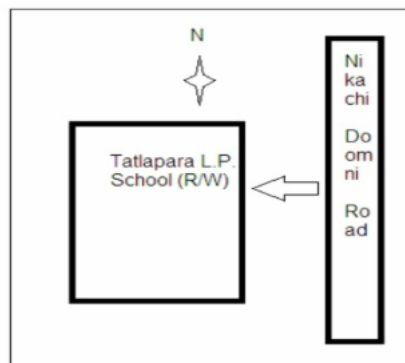 N
Tatlapara L.P.
School (R/W)
Ni
ka
chi
Do
om
ni
Ro
ad